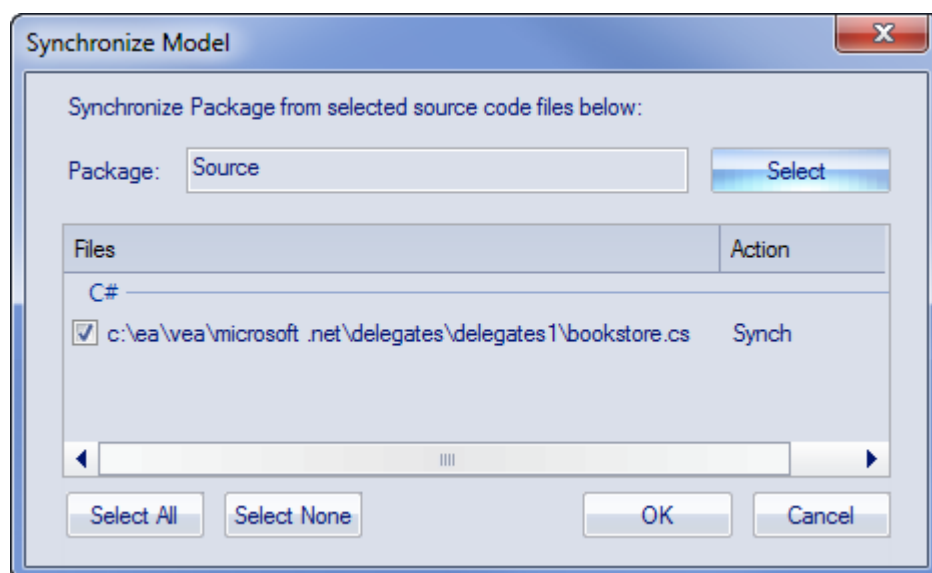 Synchronize Model
Synchronize Package from selected source code files below:
Package: Source Select
Files Action
C#
c:\ea\vea\microsoft .net\delegates\delegates1\bookstore.cs Synch
Select All Select None OK Cancel